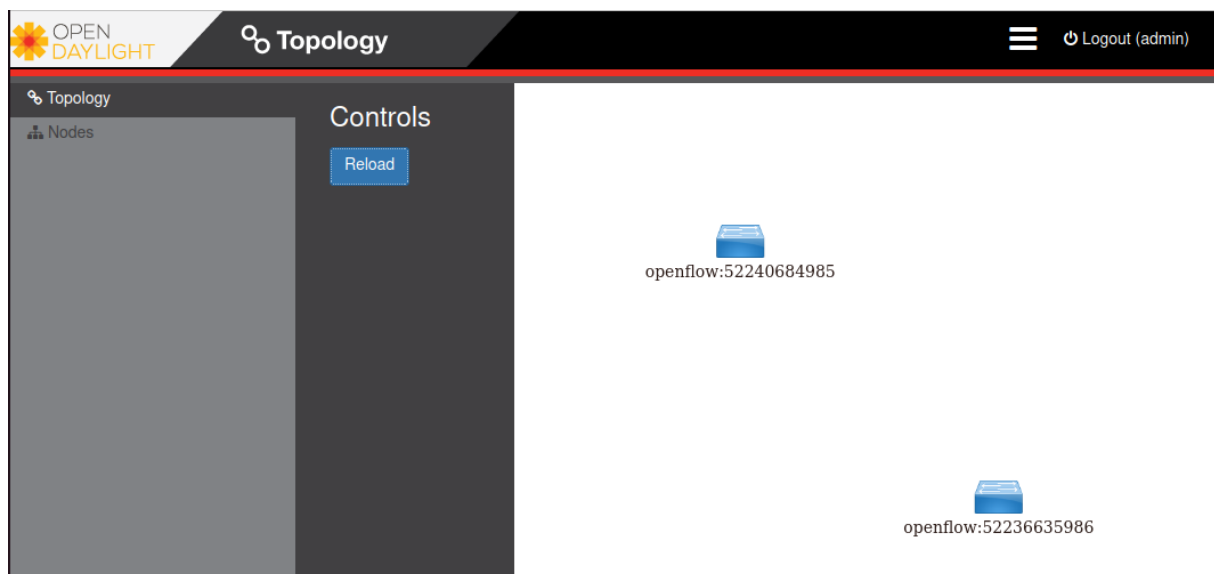 OPEN
DAYLIGHT
Topology
Logout (admin)
Topology
Nodes
Controls
Reload
openflow:52240684985
openflow:52236635986